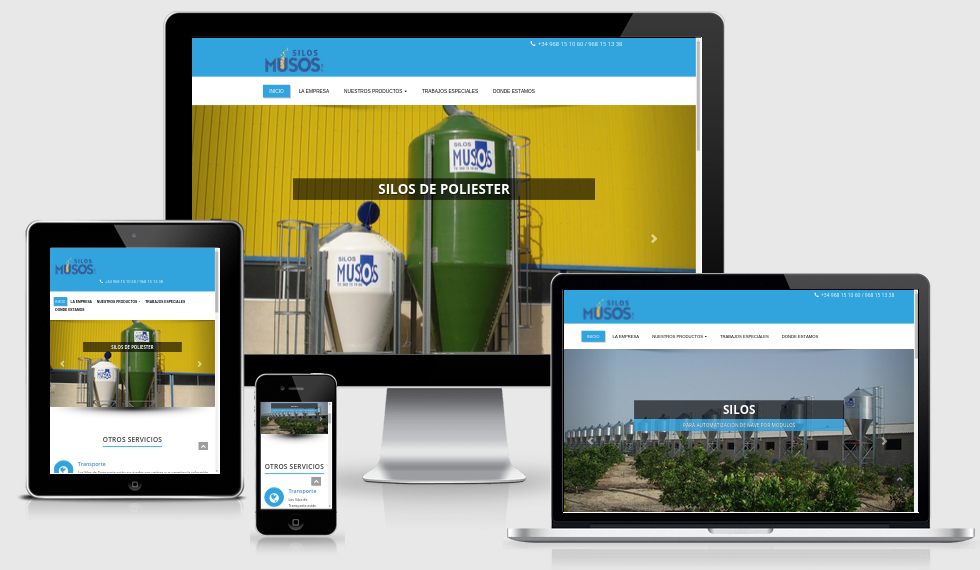 SILOS
MUSOS
+34 968 15 10 60 / 968 15 13 38
INICIO
LA EMPRESA
NUESTROS PRODUCTOS
TRABAJOS ESPECIALES
DONDE ESTAMOS
SILOS
MUSOS
SILOS DE POLIESTER
SILOS
MUSOS
SILOS
MUSOS
+34 968 15 10 60 / 968 15 13 38
INICIO
LA EMPRESA
NUESTROS PRODUCTOS
TRABAJOS ESPECIALES
DONDE ESTAMOS
SILOS DE POLIESTER
OTROS SERVICIOS
Transporte
OTROS SERVICIOS
Transporte
Los Silos de
SILOS
MUSOS
+34 968 15 10 60 / 968 15 13 38
INICIO
LA EMPRESA
NUESTROS PRODUCTOS
TRABAJOS ESPECIALES
DONDE ESTAMOS
SILOS
PARA AUTOMATIZACION DE NAVE POR MODULOS